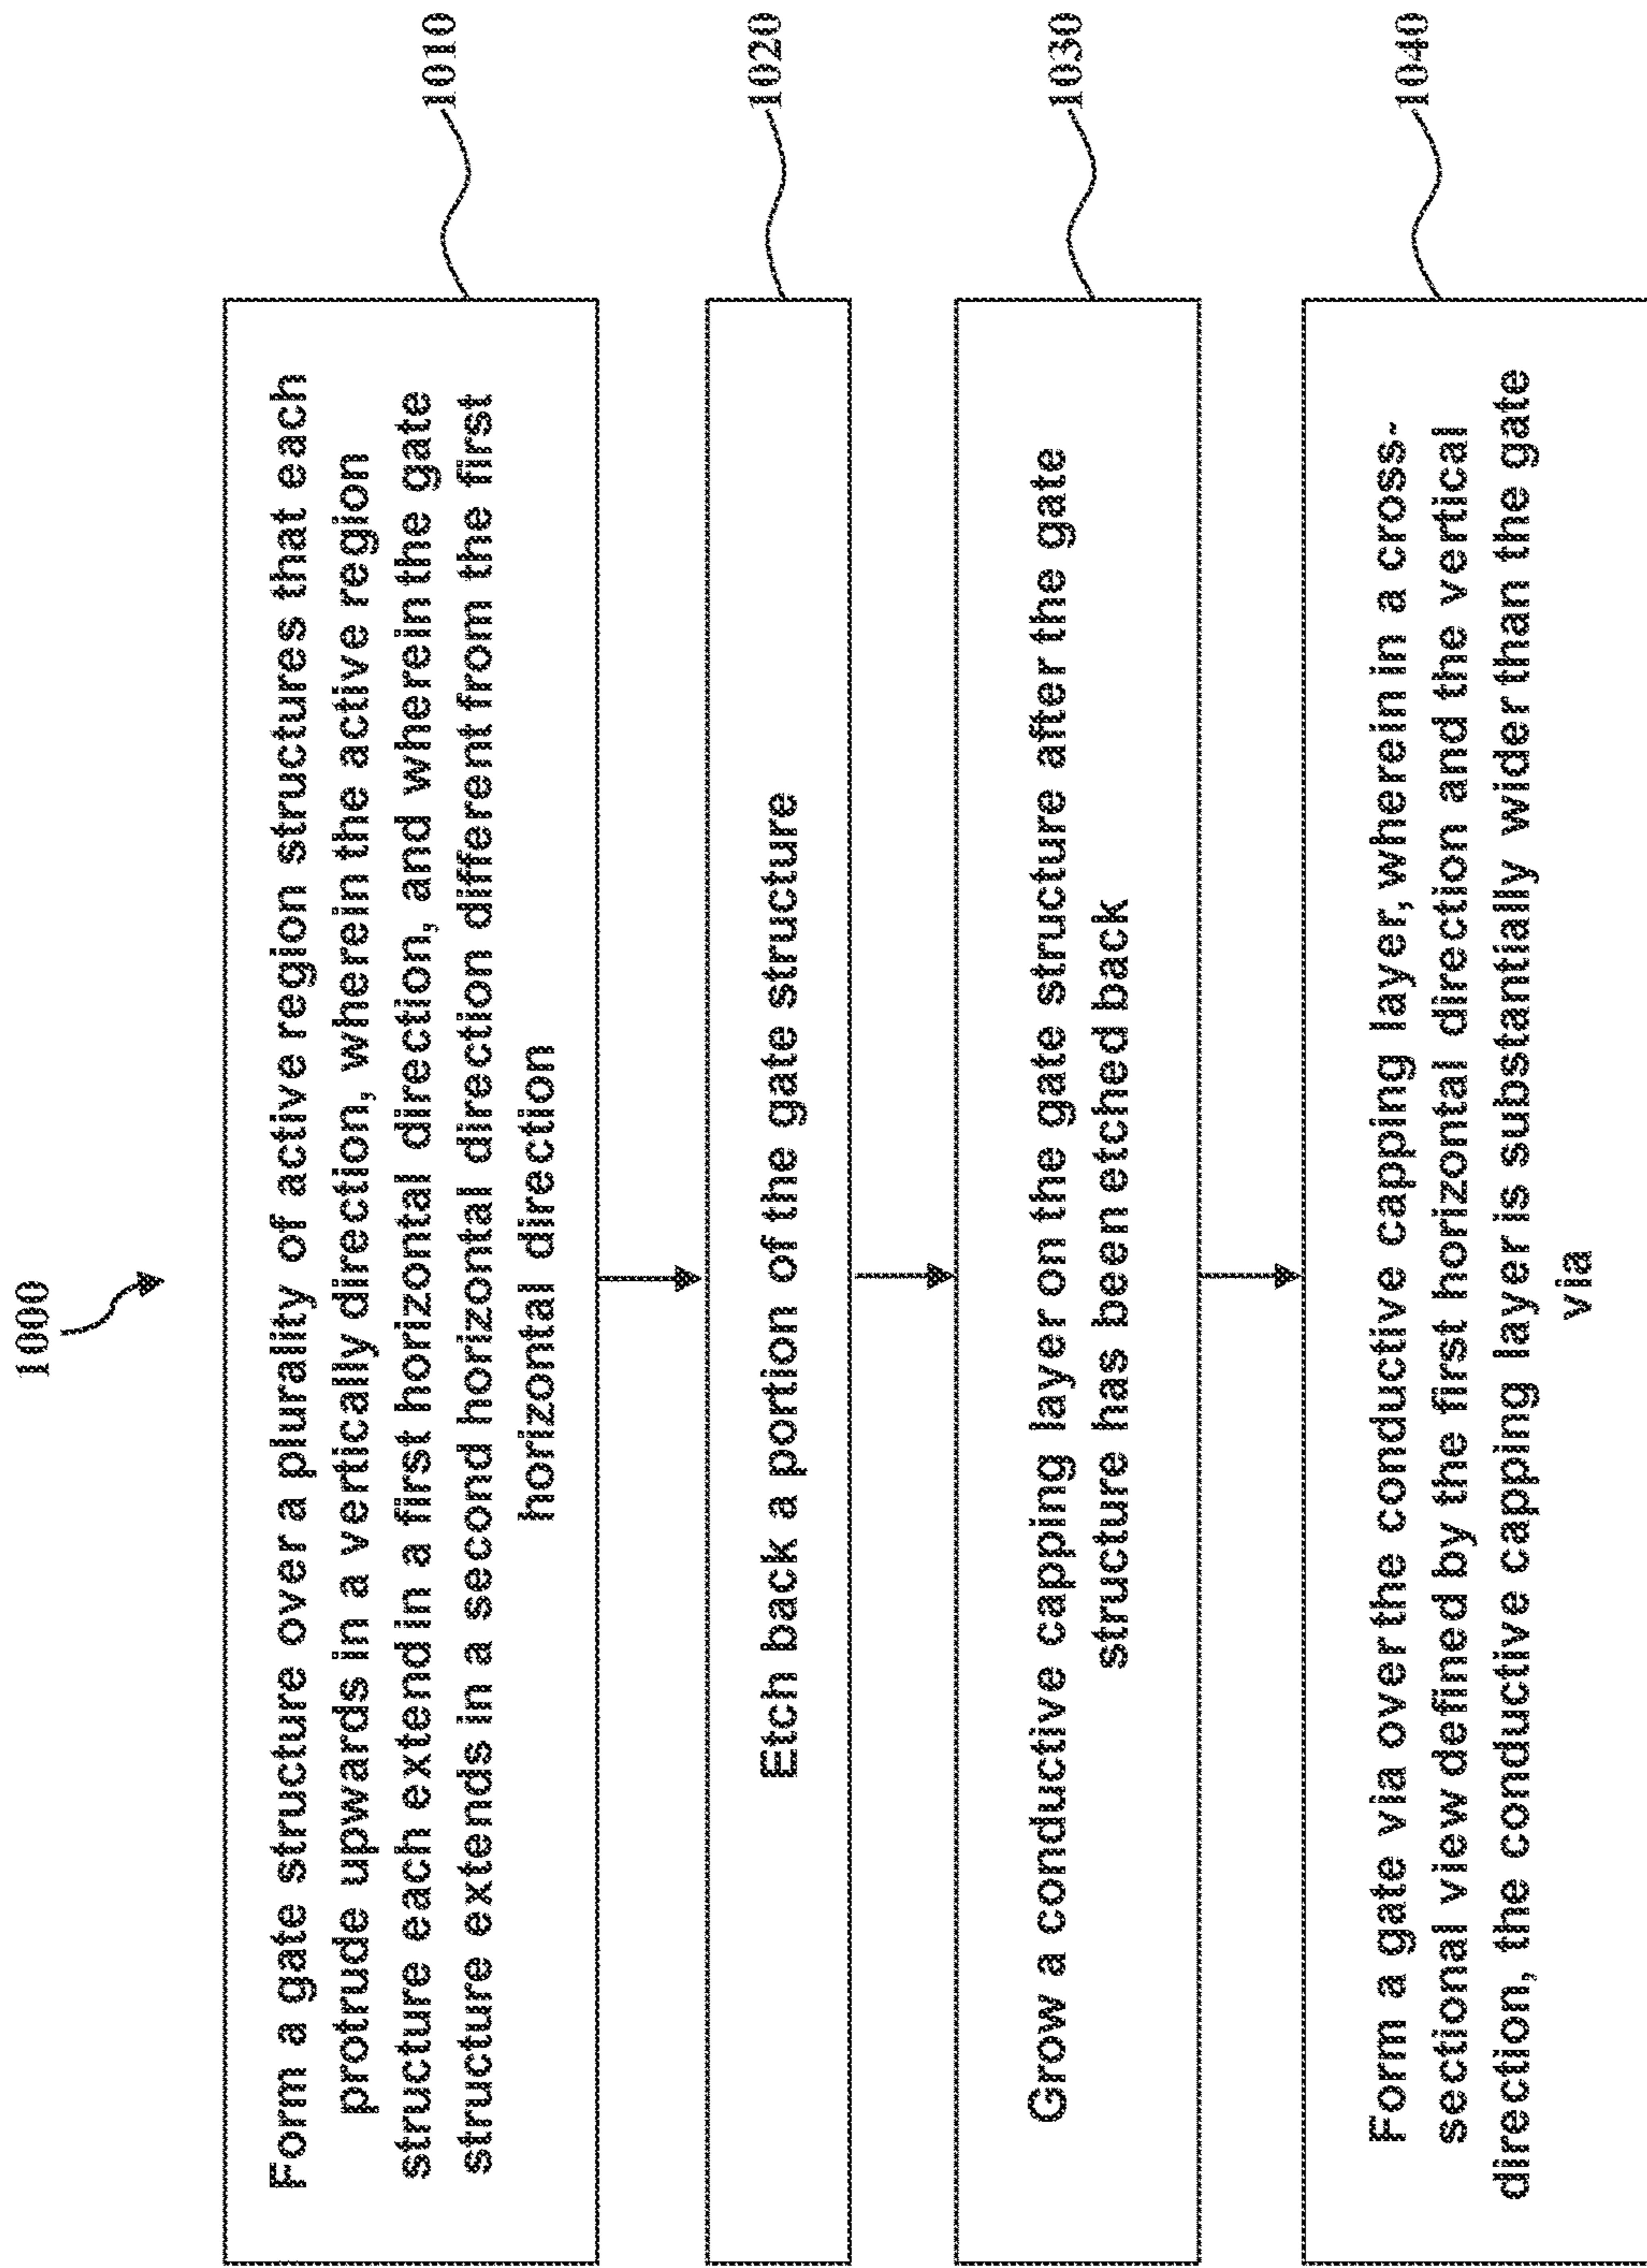 1000
Form a gate structure over a plurality of active region structures that each
protrude upwards in a vertically direction, wherein the active region
structure each extend in a first horizontal direction, and wherein the gate
structure extends in a second horizontal direction different from the first
horizontal direction
1010
Etch back a portion of the gate structure
1020
Grow a conductive capping layer on the gate structure after the gate
structure has been etched back
1030
Form a gate via over the conductive capping layer, wherein in a cross-
sectional view defined by the first horizontal direction and the vertical
direction, the conductive capping layer is substantially wider than the gate
via
1040